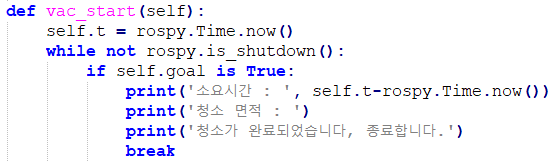 def vac_start(self):
    self.t = rospy.Time.now()
    while not rospy.is_shutdown():
        if self.goal is True:
            print('소요시간 : ', self.t-rospy.Time.now())
            print('청소 면적 : ')
            print('청소가 완료되었습니다, 종료합니다.')
            break